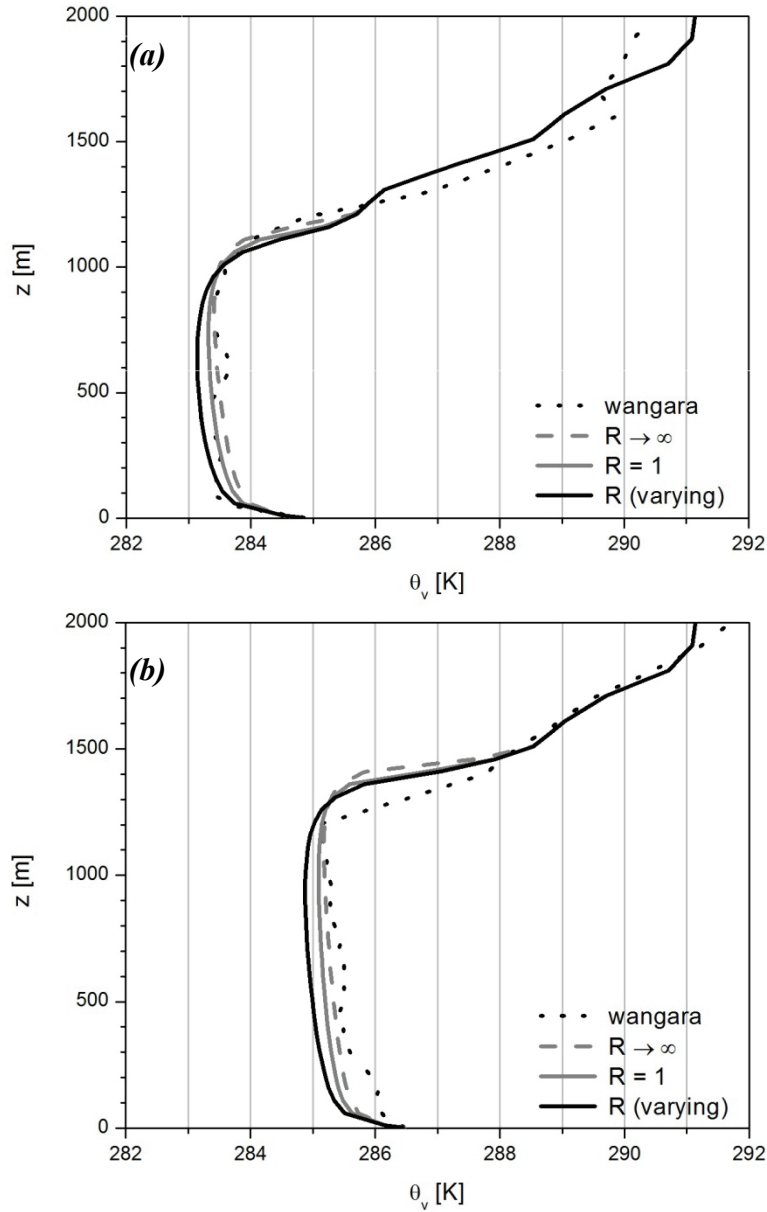 2000
(a)
1500
1000
500
0
z [m]
wangara
R → ∞
R = 1
R (varying)
282 284 286 288 290 292
θv [K]
2000
(b)
1500
1000
500
0
z [m]
wangara
R → ∞
R = 1
R (varying)
282 284 286 288 290 292
θv [K]